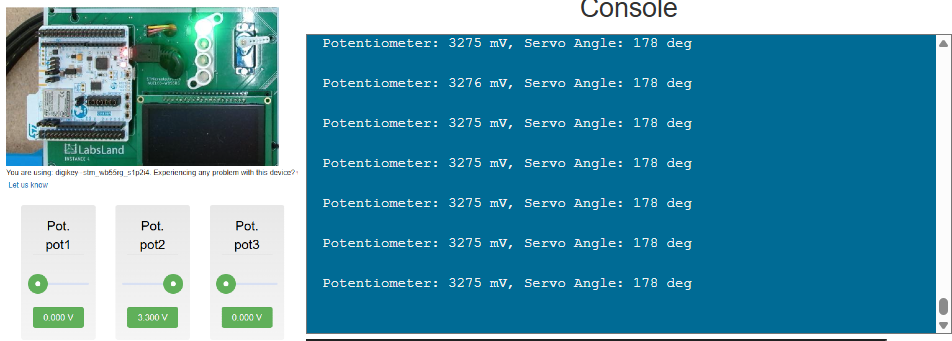 Console
LabsLand
You are using: digikey -stm_wb55rg_s1p2i4. Experiencing any problem with this device?
Let us know
Pot.
pot1
0.000 V
Pot.
pot2
3.300 V
Pot.
pot3
0.000 V
Potentiometer: 3275 mV, Servo Angle: 178 deg
Potentiometer: 3276 mV, Servo Angle: 178 deg
Potentiometer: 3275 mV, Servo Angle: 178 deg
Potentiometer: 3275 mV, Servo Angle: 178 deg
Potentiometer: 3275 mV, Servo Angle: 178 deg
Potentiometer: 3275 mV, Servo Angle: 178 deg
Potentiometer: 3275 mV, Servo Angle: 178 deg